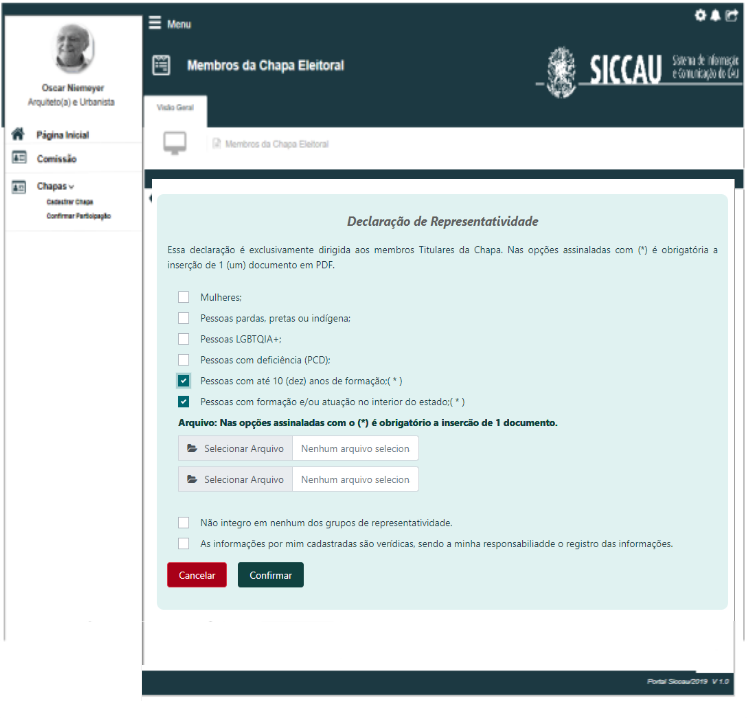 Menu
Membros da Chapa Eleitoral
SICCAU Sistema de Informação
e Comunicação do CAU
Oscar Niemeyer
Arquiteto(a) e Urbanista
Visão Geral
Página Inicial
Membros da Chapa Eleitoral
Comissão
Chapas
Cadastrar Chapa
Confirmar Participação
Declaração de Representatividade
Essa declaração é exclusivamente dirigida aos membros Titulares da Chapa. Nas opções assinaladas com (*) é obrigatória a
inserção de 1 (um) documento em PDF.
Mulheres;
Pessoas pardas, pretas ou indígena;
Pessoas LGBTQIA+;
Pessoas com deficiência (PCD);
Pessoas com até 10 (dez) anos de formação;( * )
Pessoas com formação e/ou atuação no interior do estado;( * )
Arquivo: Nas opções assinaladas com o (*) é obrigatório a insercão de 1 documento.
Selecionar Arquivo Nenhum arquivo selecion
Selecionar Arquivo Nenhum arquivo selecion
Não integro em nenhum dos grupos de representatividade.
As informações por mim cadastradas são verídicas, sendo a minha responsabiliadde o registro das informações.
Cancelar Confirmar
Portal Siccau/2019 V 1.0